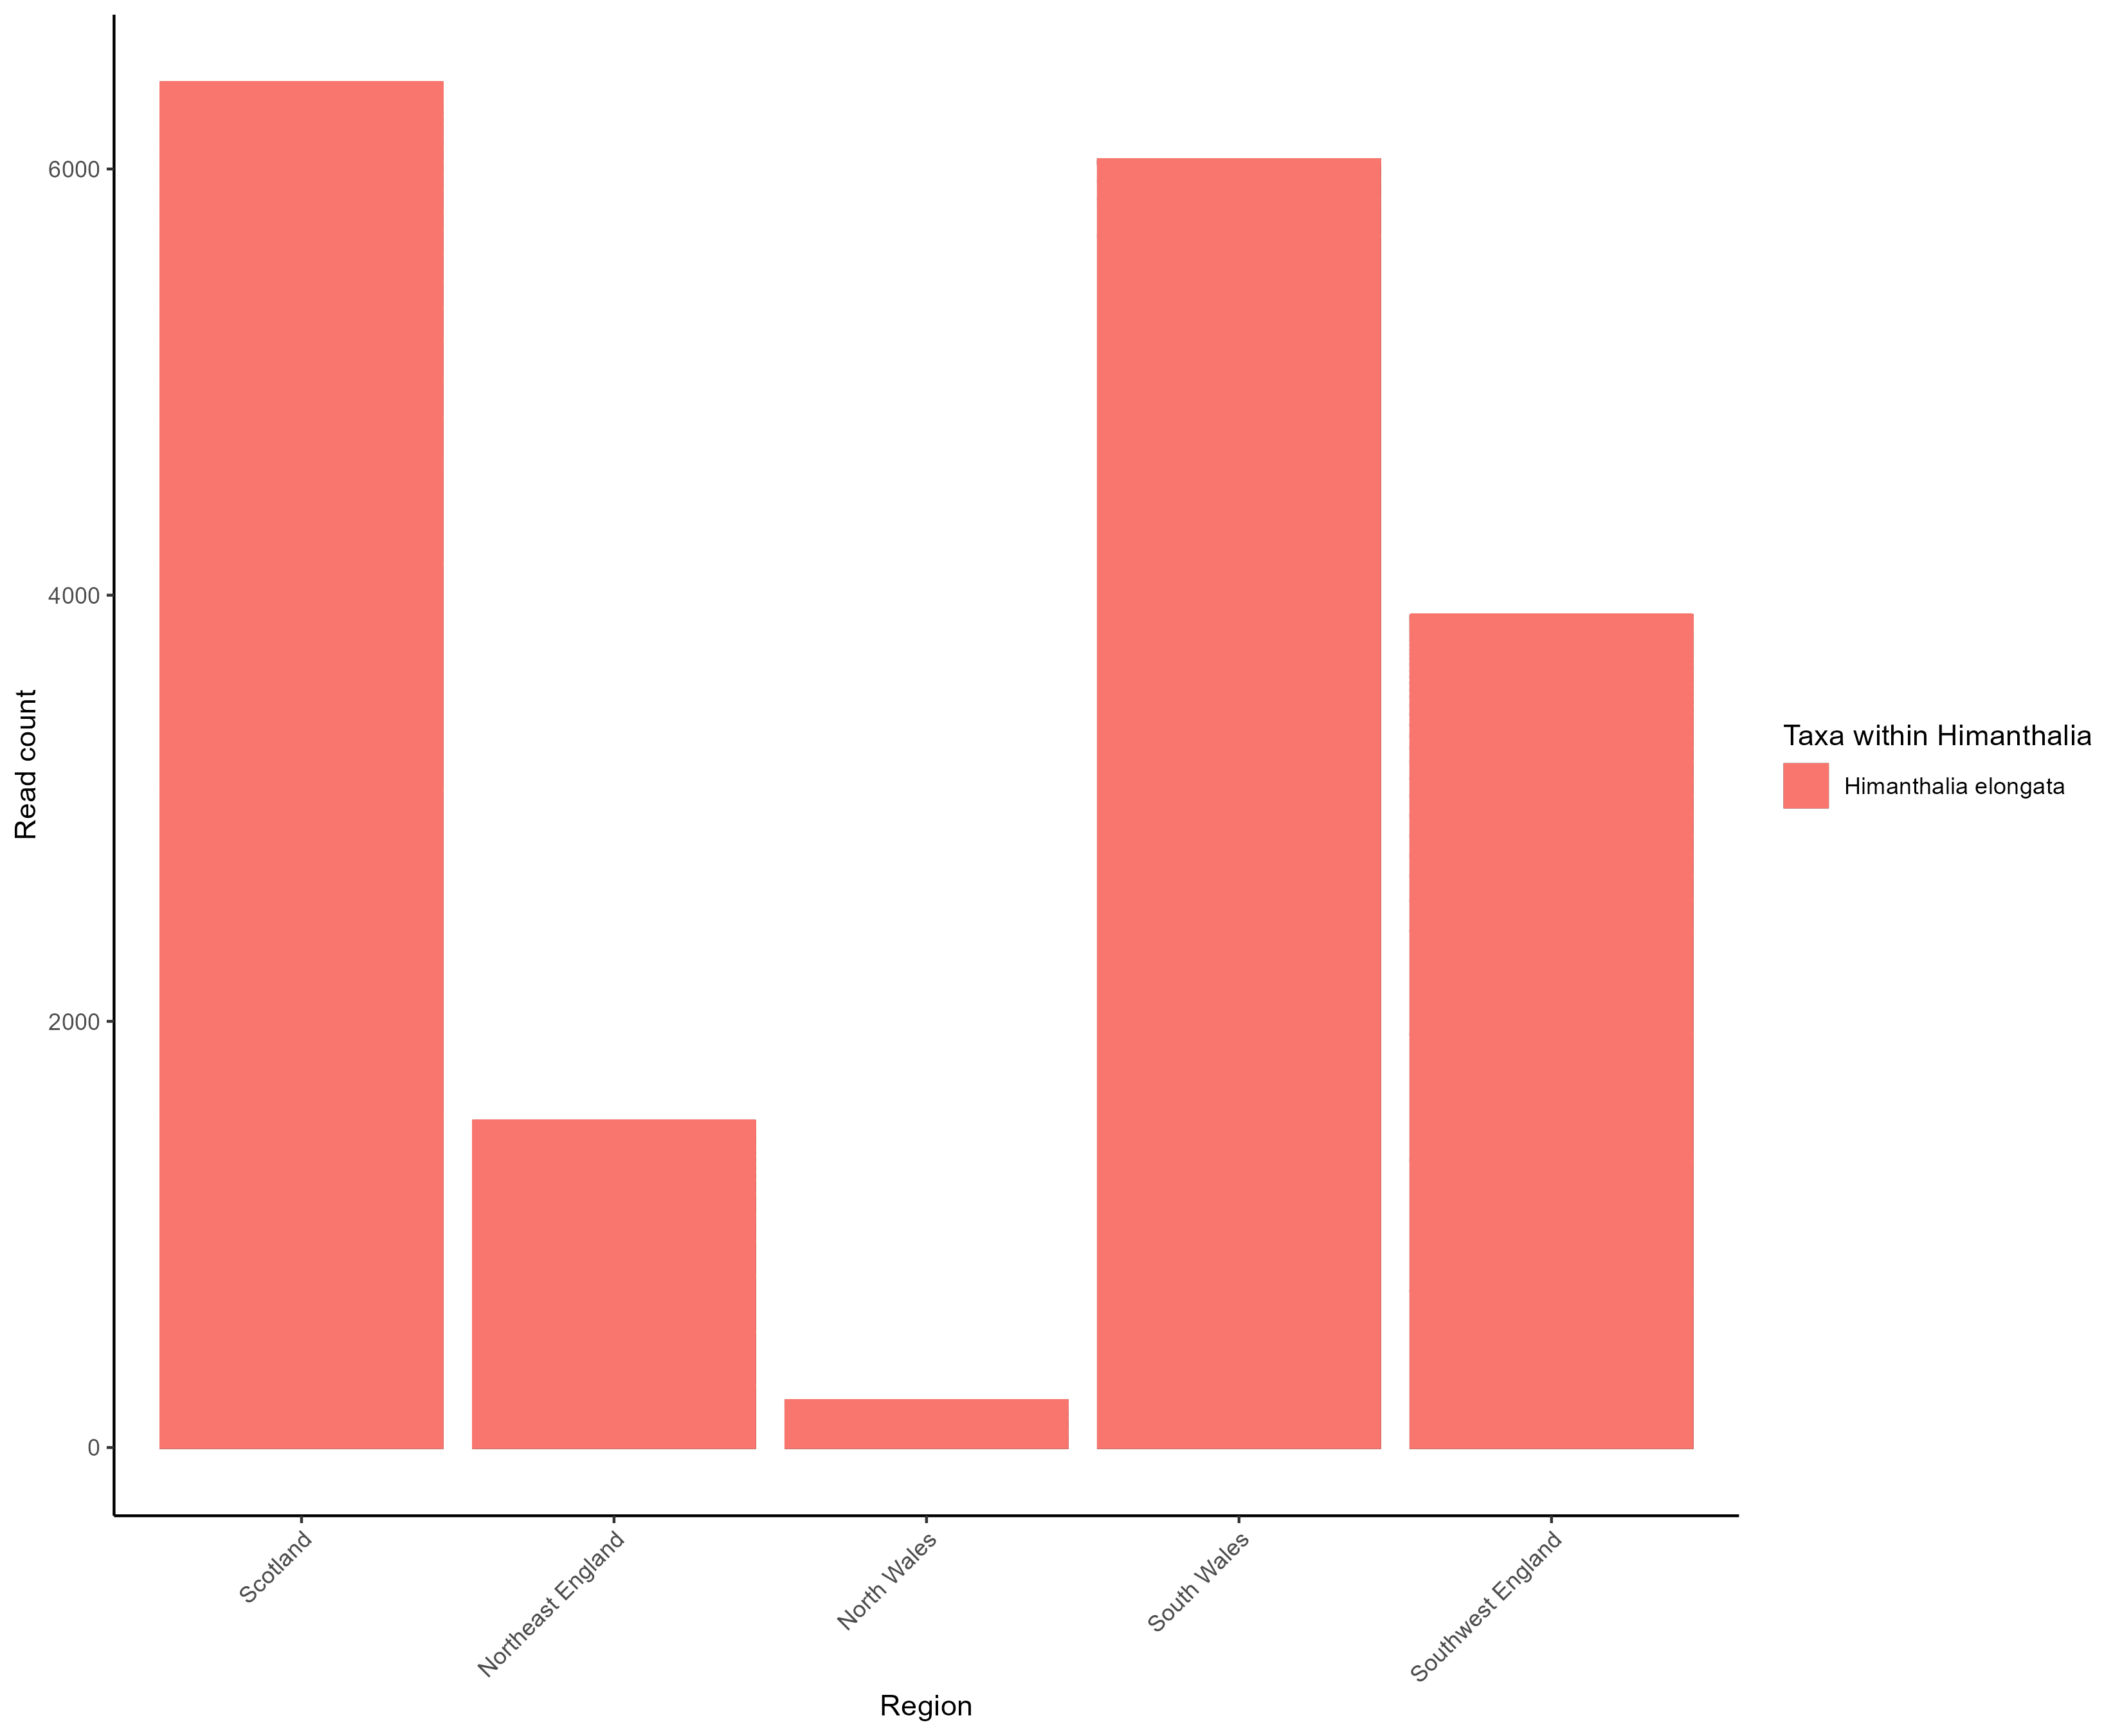 Read count
6000
4000
2000
0
Scotland
Northeast England
North Wales
South Wales
Southwest England
Region
Taxa within Himanthalia
Himanthalia elongata